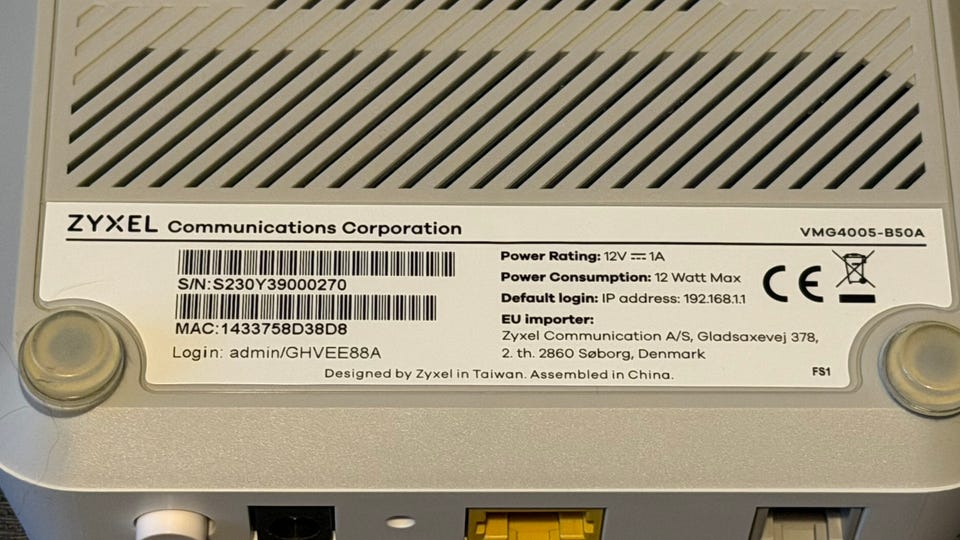 ZYXEL Communications Corporation
VMG4005-B50A
S/N:S230Y39000270
MAC:1433758D38D8
Login: admin/GHVEE88A
Power Rating: 12V ⎓ 1A
Power Consumption: 12 Watt Max
Default login: IP address: 192.168.1.1
EU importer:
Zyxel Communication A/S, Gladsaxevej 378,
2. th. 2860 Søborg, Denmark
CE
Designed by Zyxel in Taiwan. Assembled in China.
FS1